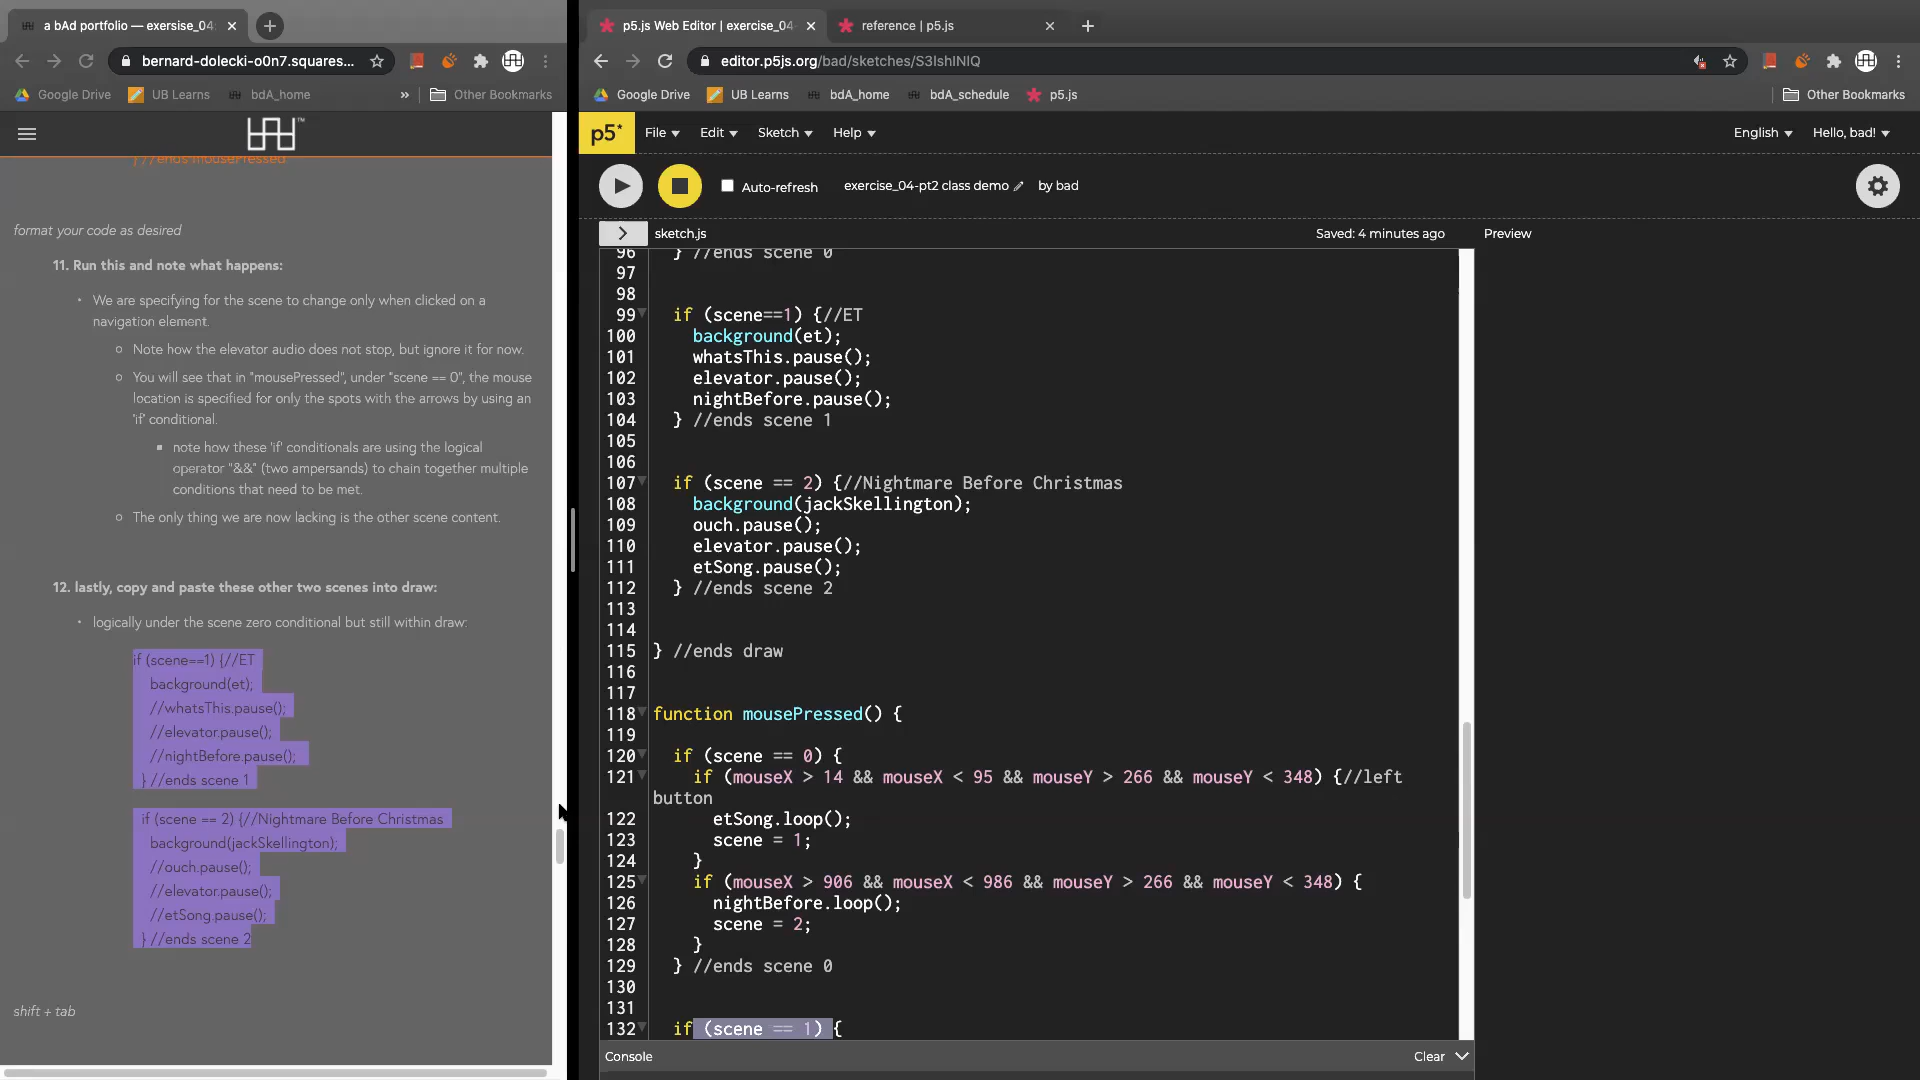 a bAd portfolio — exersise_04
bernard-dolecki-o0n7.squares...
Google Drive
UB Learns
bdA_home
»
Other Bookmarks
} //ends mousePressed
format your code as desired
11. Run this and note what happens:
We are specifying for the scene to change only when clicked on a
navigation element.
Note how the elevator audio does not stop, but ignore it for now.
You will see that in "mousePressed", under "scene == 0", the mouse
location is specified for only the spots with the arrows by using an
'if' conditional.
note how these 'if' conditionals are using the logical
operator "&&" (two ampersands) to chain together multiple
conditions that need to be met.
The only thing we are now lacking is the other scene content.
12. lastly, copy and paste these other two scenes into draw:
logically under the scene zero conditional but still within draw:
if (scene==1) {//ET
background(et);
//whatsThis.pause();
//elevator.pause();
//nightBefore.pause();
} //ends scene 1
if (scene == 2) {//Nightmare Before Christmas
background(jackSkellington);
//ouch.pause();
//elevator.pause();
//etSong.pause();
} //ends scene 2
shift + tab
p5.js Web Editor | exercise_04-
reference | p5.js
editor.p5js.org/bad/sketches/S3IshINIQ
Google Drive
UB Learns
bdA_home
bdA_schedule
p5.js
Other Bookmarks
p5*
File
Edit
Sketch
Help
English
Hello, bad!
Auto-refresh
exercise_04-pt2 class demo
by bad
> sketch.js
Saved: 4 minutes ago
Preview
96 } //ends scene 0
97
98
99 if (scene==1) {//ET
100 background(et);
101 whatsThis.pause();
102 elevator.pause();
103 nightBefore.pause();
104 } //ends scene 1
105
106
107 if (scene == 2) {//Nightmare Before Christmas
108 background(jackSkellington);
109 ouch.pause();
110 elevator.pause();
111 etSong.pause();
112 } //ends scene 2
113
114
115 } //ends draw
116
117
118 function mousePressed() {
119
120 if (scene == 0) {
121 if (mouseX > 14 && mouseX < 95 && mouseY > 266 && mouseY < 348) {//left
button
122 etSong.loop();
123 scene = 1;
124 }
125 if (mouseX > 906 && mouseX < 986 && mouseY > 266 && mouseY < 348) {
126 nightBefore.loop();
127 scene = 2;
128 }
129 } //ends scene 0
130
131
132 if (scene == 1) {
Console
Clear